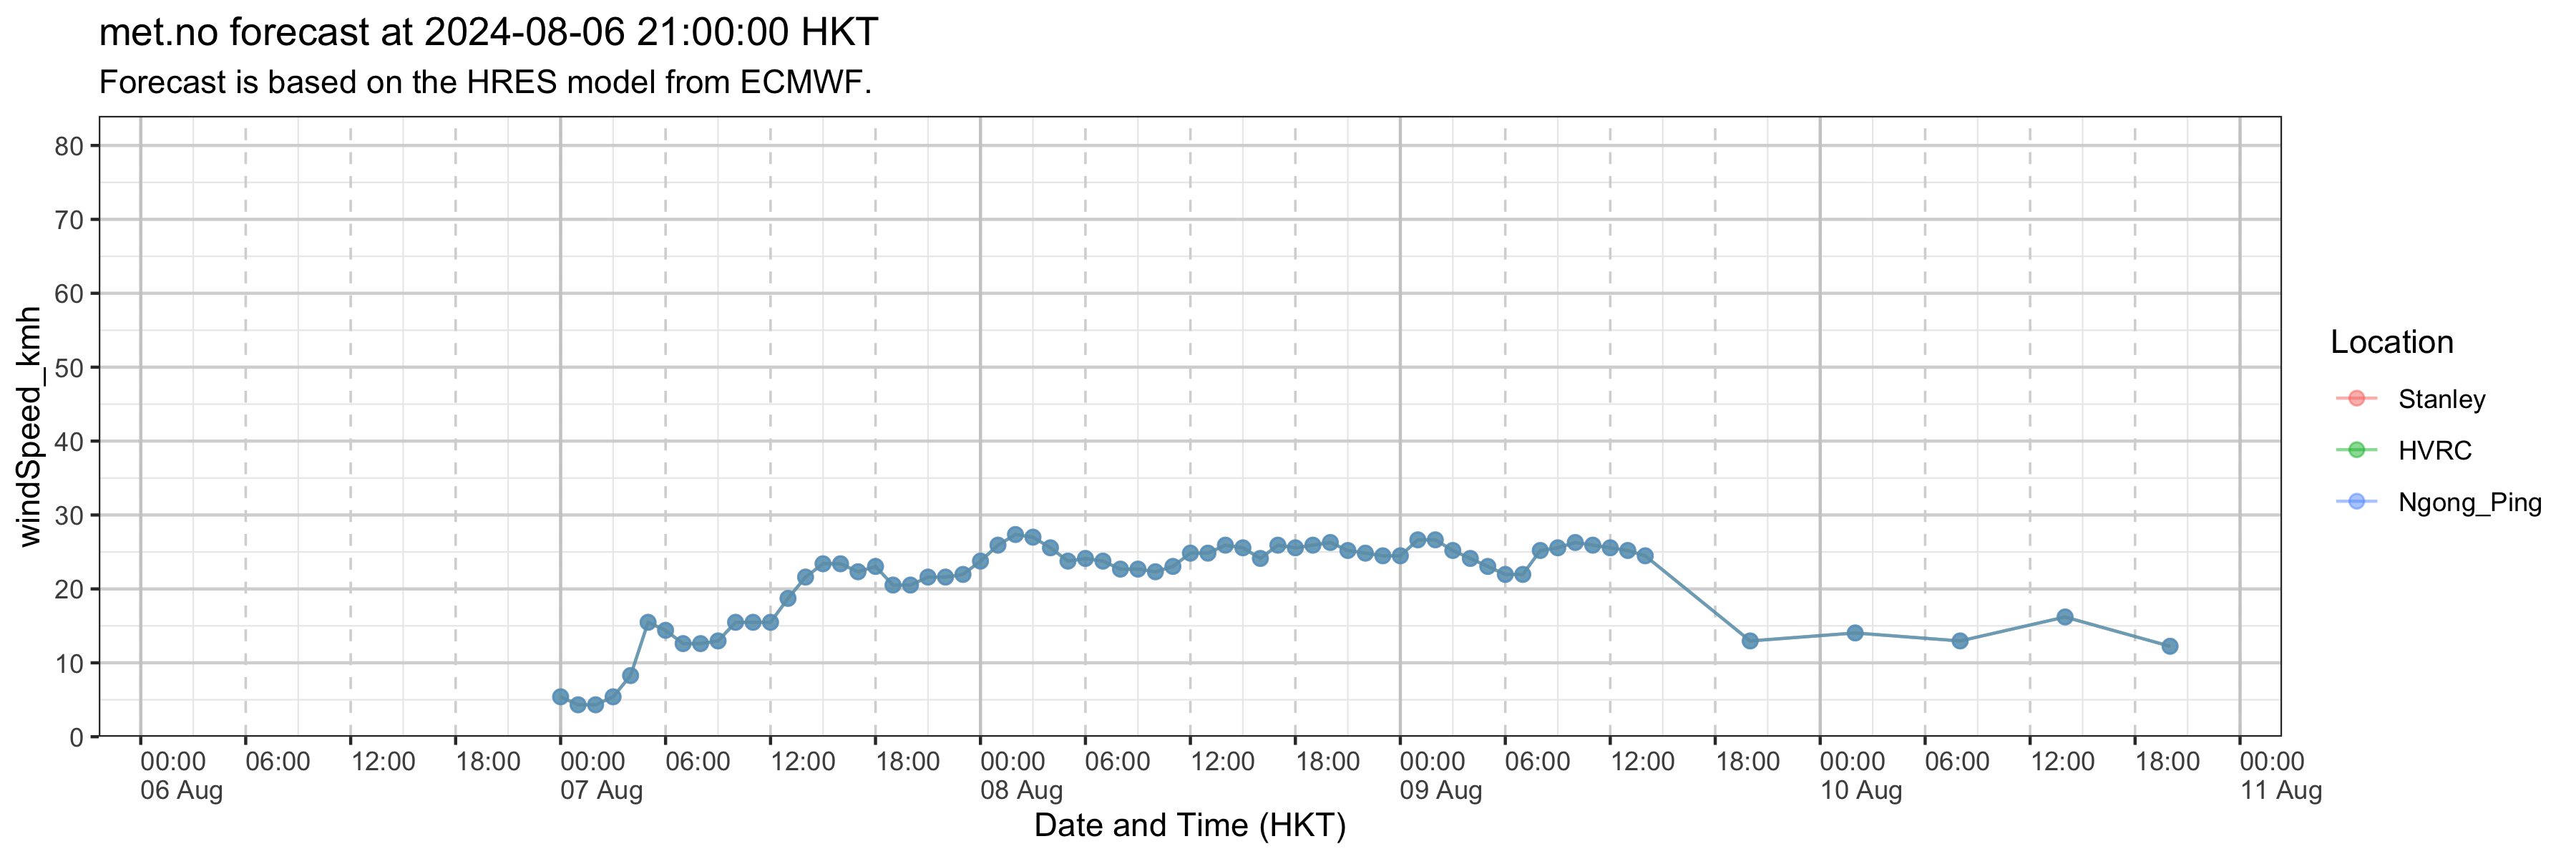 met.no forecast at 2024-08-06 21:00:00 HKT
Forecast is based on the HRES model from ECMWF.
windSpeed_kmh
80
70
60
50
40
30
20
10
0
00:00 06:00 12:00 18:00 00:00 06:00 12:00 18:00 00:00 06:00 12:00 18:00 00:00 06:00 12:00 18:00 00:00 06:00 12:00 18:00 00:00
06 Aug 07 Aug 08 Aug 09 Aug 10 Aug 11 Aug
Date and Time (HKT)
Location
Stanley
HVRC
Ngong_Ping